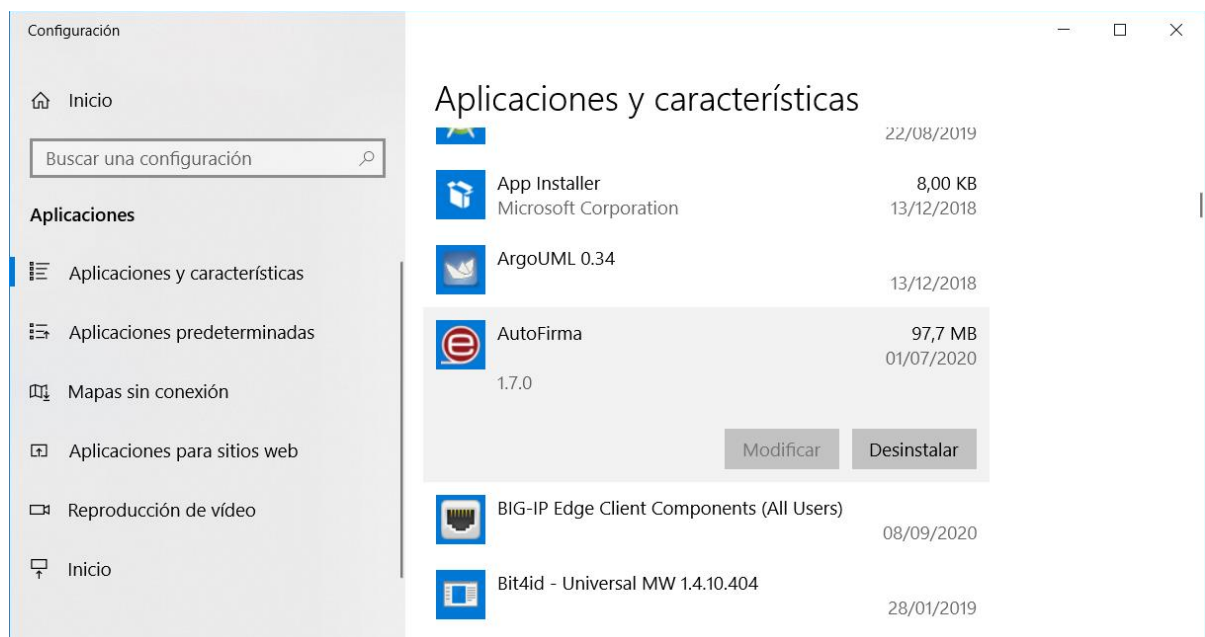 Configuración
Inicio
Buscar una configuración
Aplicaciones
Aplicaciones y características
Aplicaciones predeterminadas
Mapas sin conexión
Aplicaciones para sitios web
Reproducción de vídeo
Inicio
Aplicaciones y características
22/08/2019
App Installer 8,00 KB
Microsoft Corporation 13/12/2018
ArgoUML 0.34
13/12/2018
AutoFirma 97,7 MB
01/07/2020
1.7.0
Modificar Desinstalar
BIG-IP Edge Client Components (All Users)
08/09/2020
Bit4id - Universal MW 1.4.10.404
28/01/2019